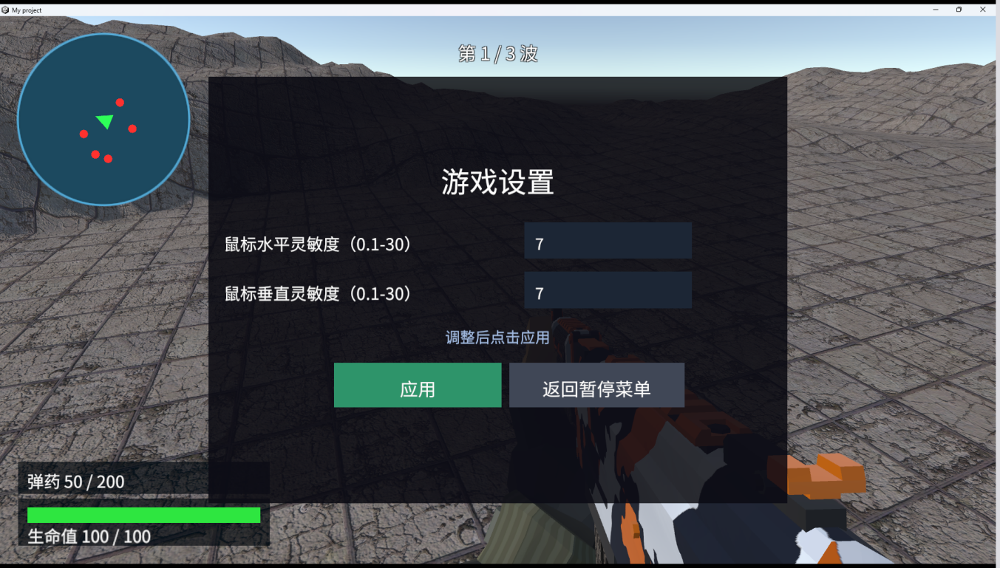 My project
第 1 / 3 波
游戏设置
鼠标水平灵敏度（0.1-30）
7
鼠标垂直灵敏度（0.1-30）
7
调整后点击应用
应用
返回暂停菜单
弹药 50 / 200
生命值 100 / 100